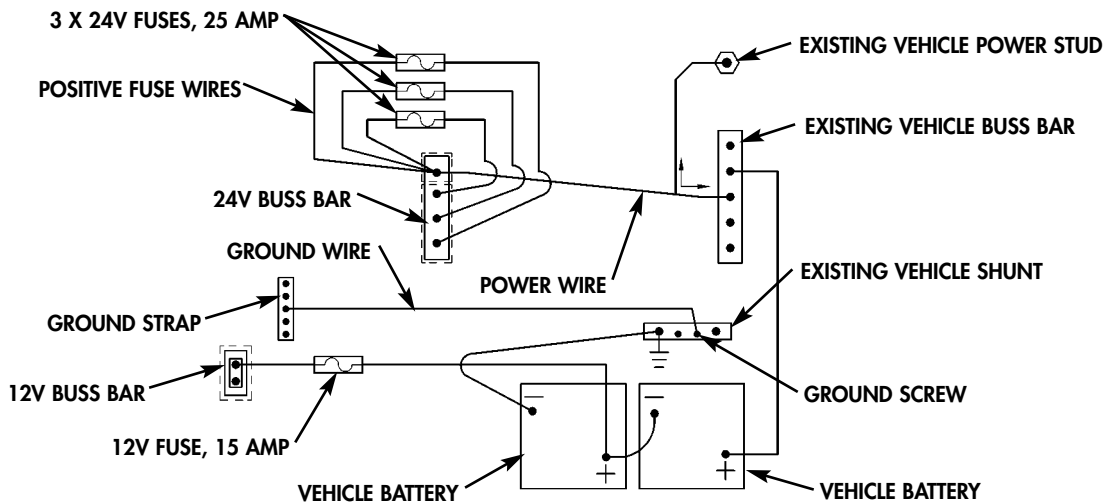 3 X 24V FUSES, 25 AMP
EXISTING VEHICLE POWER STUD
POSITIVE FUSE WIRES
EXISTING VEHICLE BUSS BAR
24V BUSS BAR
GROUND WIRE
POWER WIRE
EXISTING VEHICLE SHUNT
GROUND STRAP
12V BUSS BAR
GROUND SCREW
12V FUSE, 15 AMP
VEHICLE BATTERY
VEHICLE BATTERY